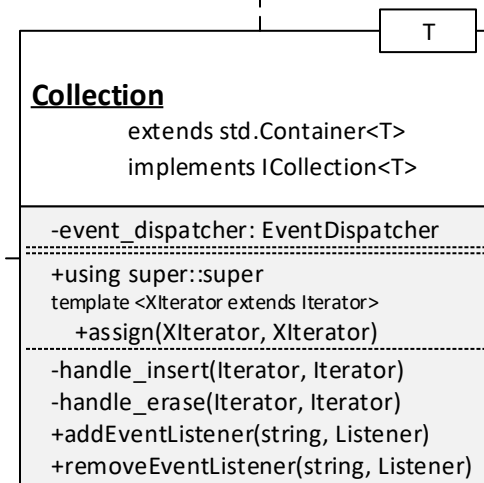 T
Collection
extends std.Container<T>
implements ICollection<T>
-event_dispatcher: EventDispatcher
+using super::super
template <XIterator extends Iterator>
+assign(XIterator, XIterator)
-handle_insert(Iterator, Iterator)
-handle_erase(Iterator, Iterator)
+addEventListener(string, Listener)
+removeEventListener(string, Listener)